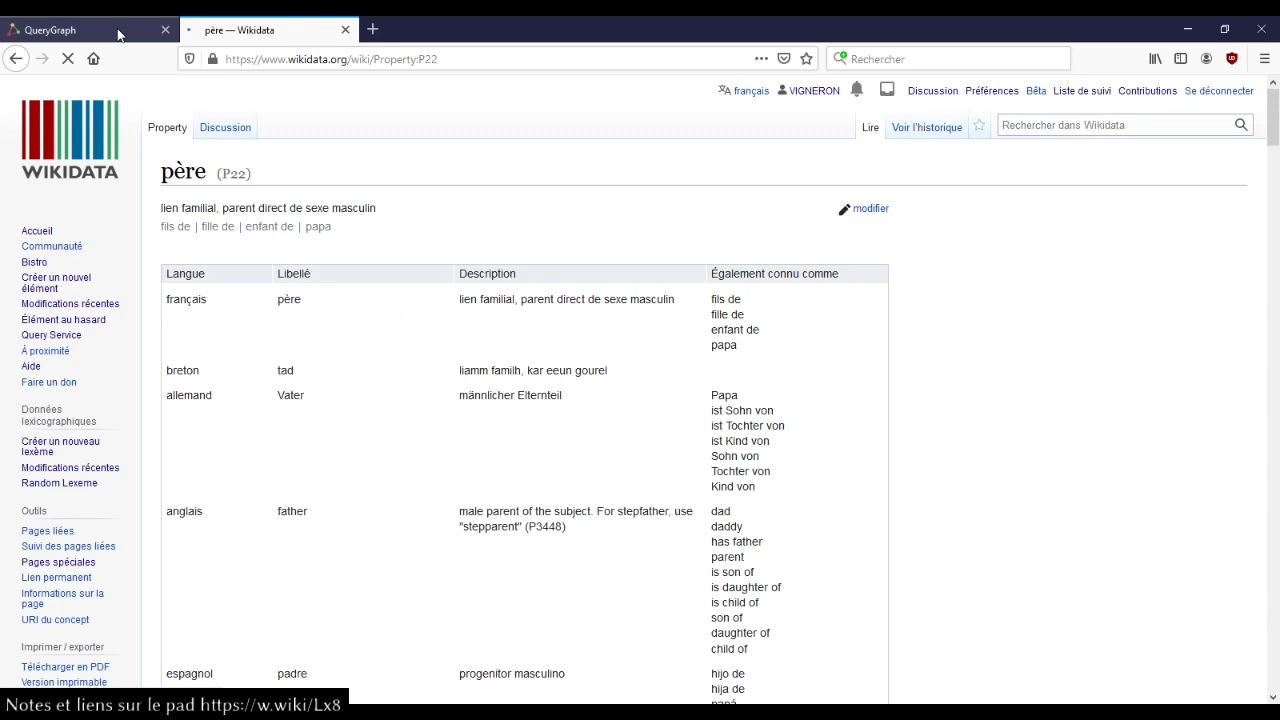 QueryGraph
père — Wikidata
https://www.wikidata.org/wiki/Property:P22
Rechercher
français
VIGNERON
Discussion
Préférences
Bêta
Liste de suivi
Contributions
Se déconnecter
Property
Discussion
Lire
Voir l'historique
Rechercher dans Wikidata
WIKIDATA
père (P22)
lien familial, parent direct de sexe masculin
modifier
fils de | fille de | enfant de | papa
Accueil
Communauté
Bistro
Créer un nouvel
élément
Modifications récentes
Élément au hasard
Query Service
À proximité
Aide
Faire un don
Données
lexicographiques
Créer un nouveau
lexème
Modifications récentes
Random Lexeme
Outils
Pages liées
Suivi des pages liées
Pages spéciales
Lien permanent
Informations sur la
page
URI du concept
Imprimer / exporter
Télécharger en PDF
Version imprimable
Langue
Libellé
Description
Également connu comme
français
père
lien familial, parent direct de sexe masculin
fils de
fille de
enfant de
papa
breton
tad
liamm familh, kar eeun gourel
allemand
Vater
männlicher Elternteil
Papa
ist Sohn von
ist Tochter von
ist Kind von
Sohn von
Tochter von
Kind von
anglais
father
male parent of the subject. For stepfather, use
"stepparent" (P3448)
dad
daddy
has father
parent
is son of
is daughter of
is child of
son of
daughter of
child of
espagnol
padre
progenitor masculino
hijo de
hija de
papá
Notes et liens sur le pad https://w.wiki/Lx8